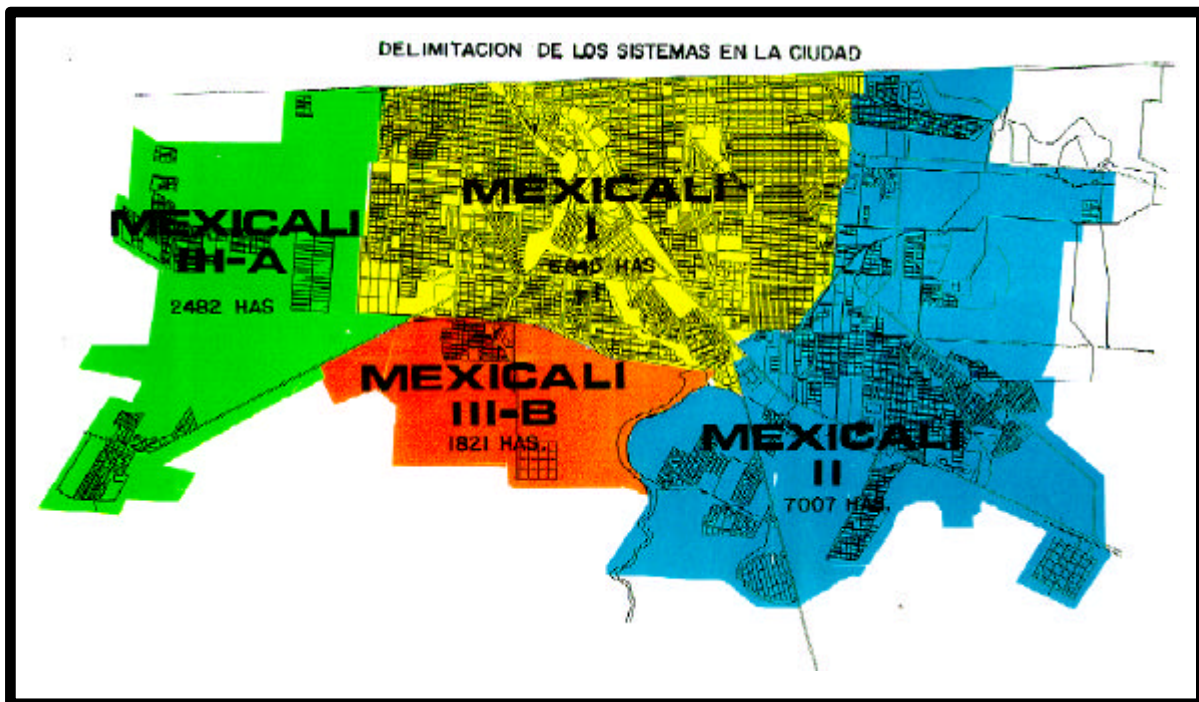 DELIMITACION DE LOS SISTEMAS EN LA CIUDAD
MEXICALI
I
HAS
MEXICALI
III-A
2482 HAS
MEXICALI
III-B
1821 HAS.
MEXICALI
II
7007 HAS.